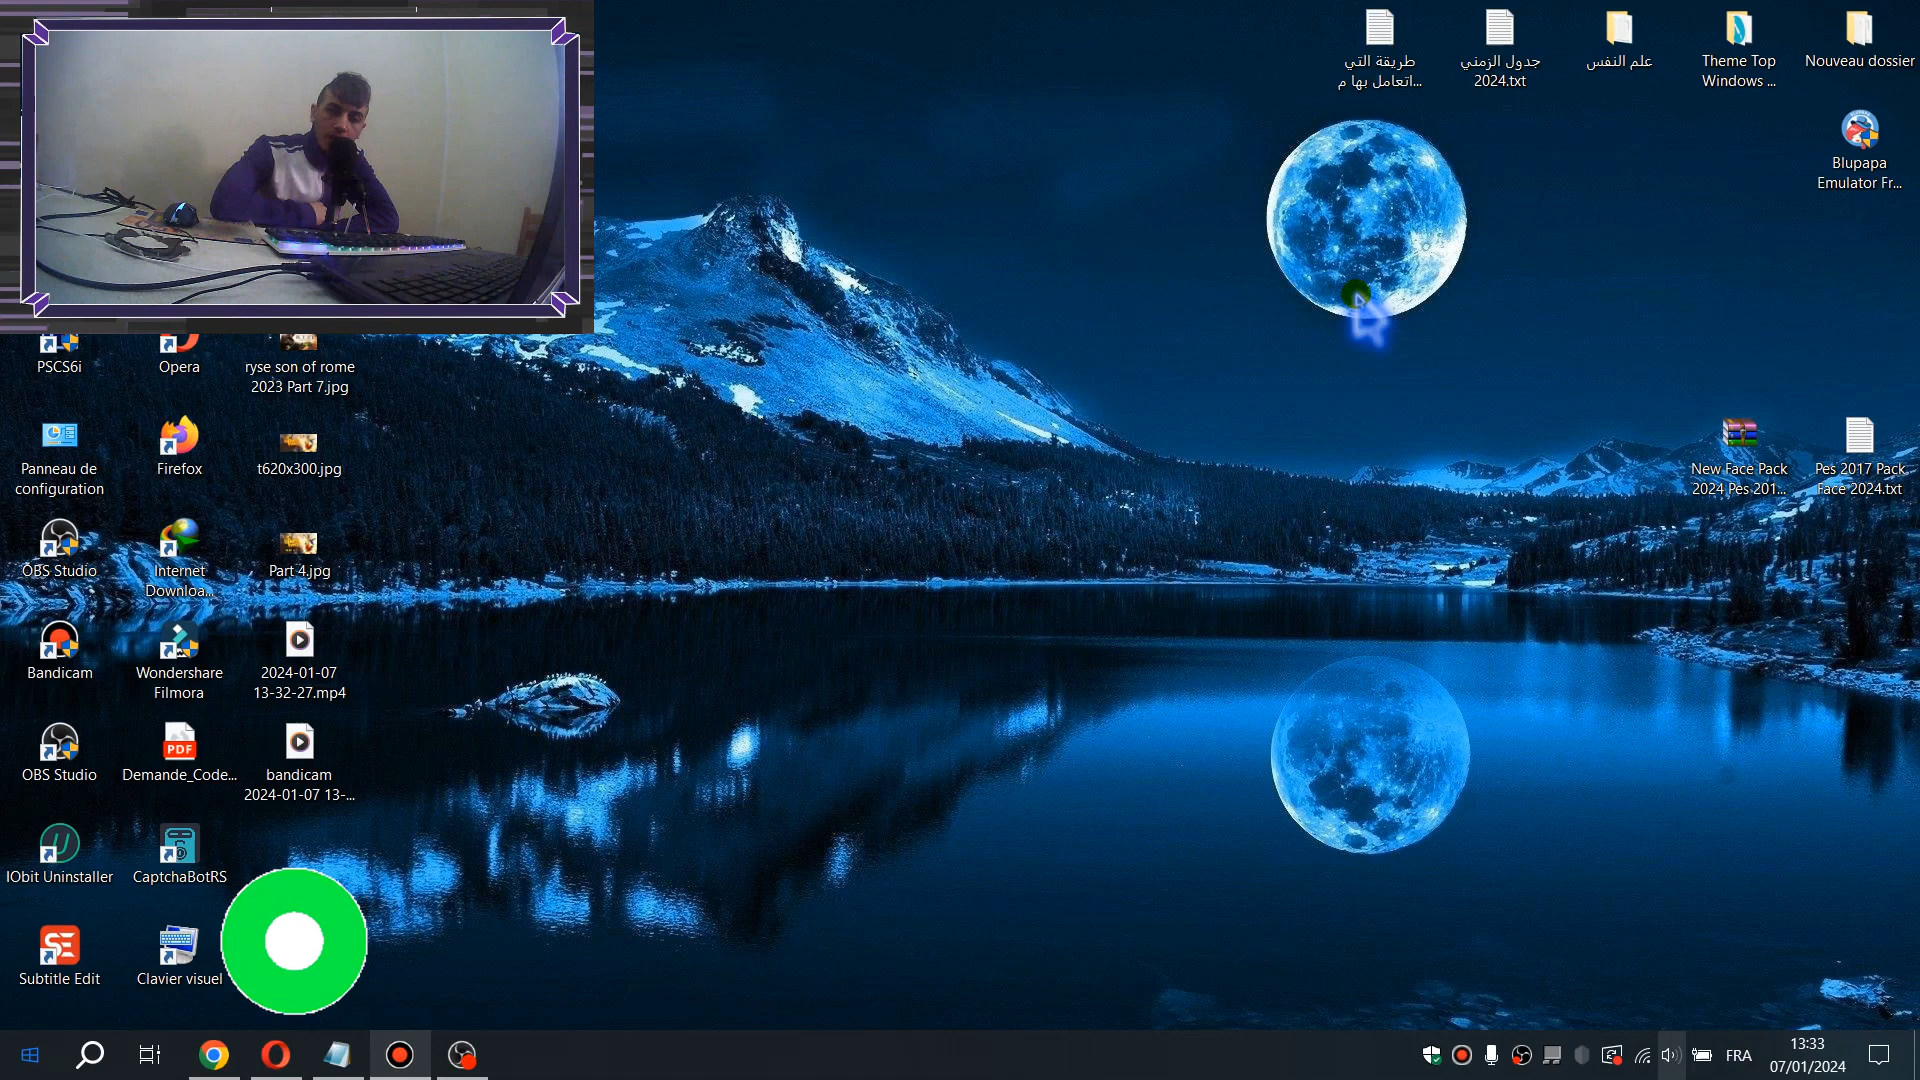 طريقة التي
اتعامل بها م...
جدول الزمني
2024.txt
علم النفس
Theme Top
Windows ...
Nouveau dossier
Blupapa
Emulator Fr...
PSCS6i
Opera
ryse son of rome
2023 Part 7.jpg
Panneau de
configuration
Firefox
t620x300.jpg
New Face Pack
2024 Pes 201...
Pes 2017 Pack
Face 2024.txt
OBS Studio
Internet
Downloa...
Part 4.jpg
Bandicam
Wondershare
Filmora
2024-01-07
13-32-27.mp4
OBS Studio
PDF
Demande_Code...
bandicam
2024-01-07 13-...
IObit Uninstaller
CaptchaBotRS
SE
Subtitle Edit
Clavier visuel
FRA
13:33
07/01/2024